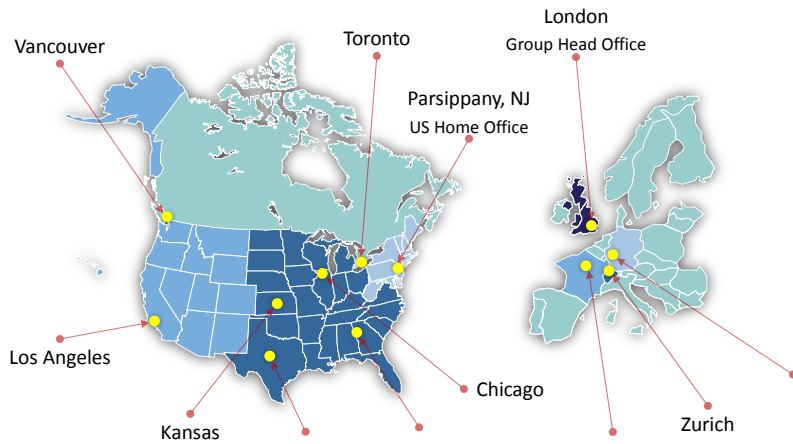 London
Group Head Office
Vancouver
Toronto
Parsippany, NJ
US Home Office
Los Angeles
Chicago
Kansas
Zurich